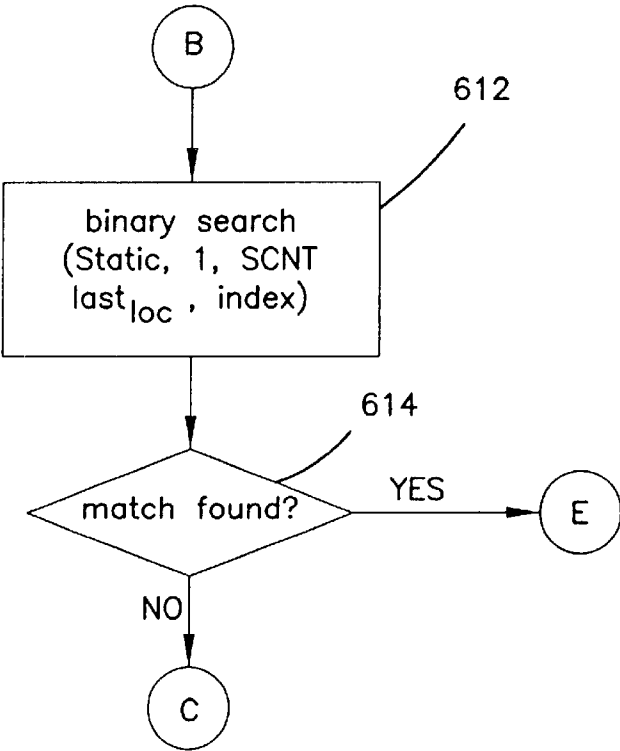 B
612
binary search
(Static, 1, SCNT
last_loc , index)
614
match found?
YES
E
NO
C